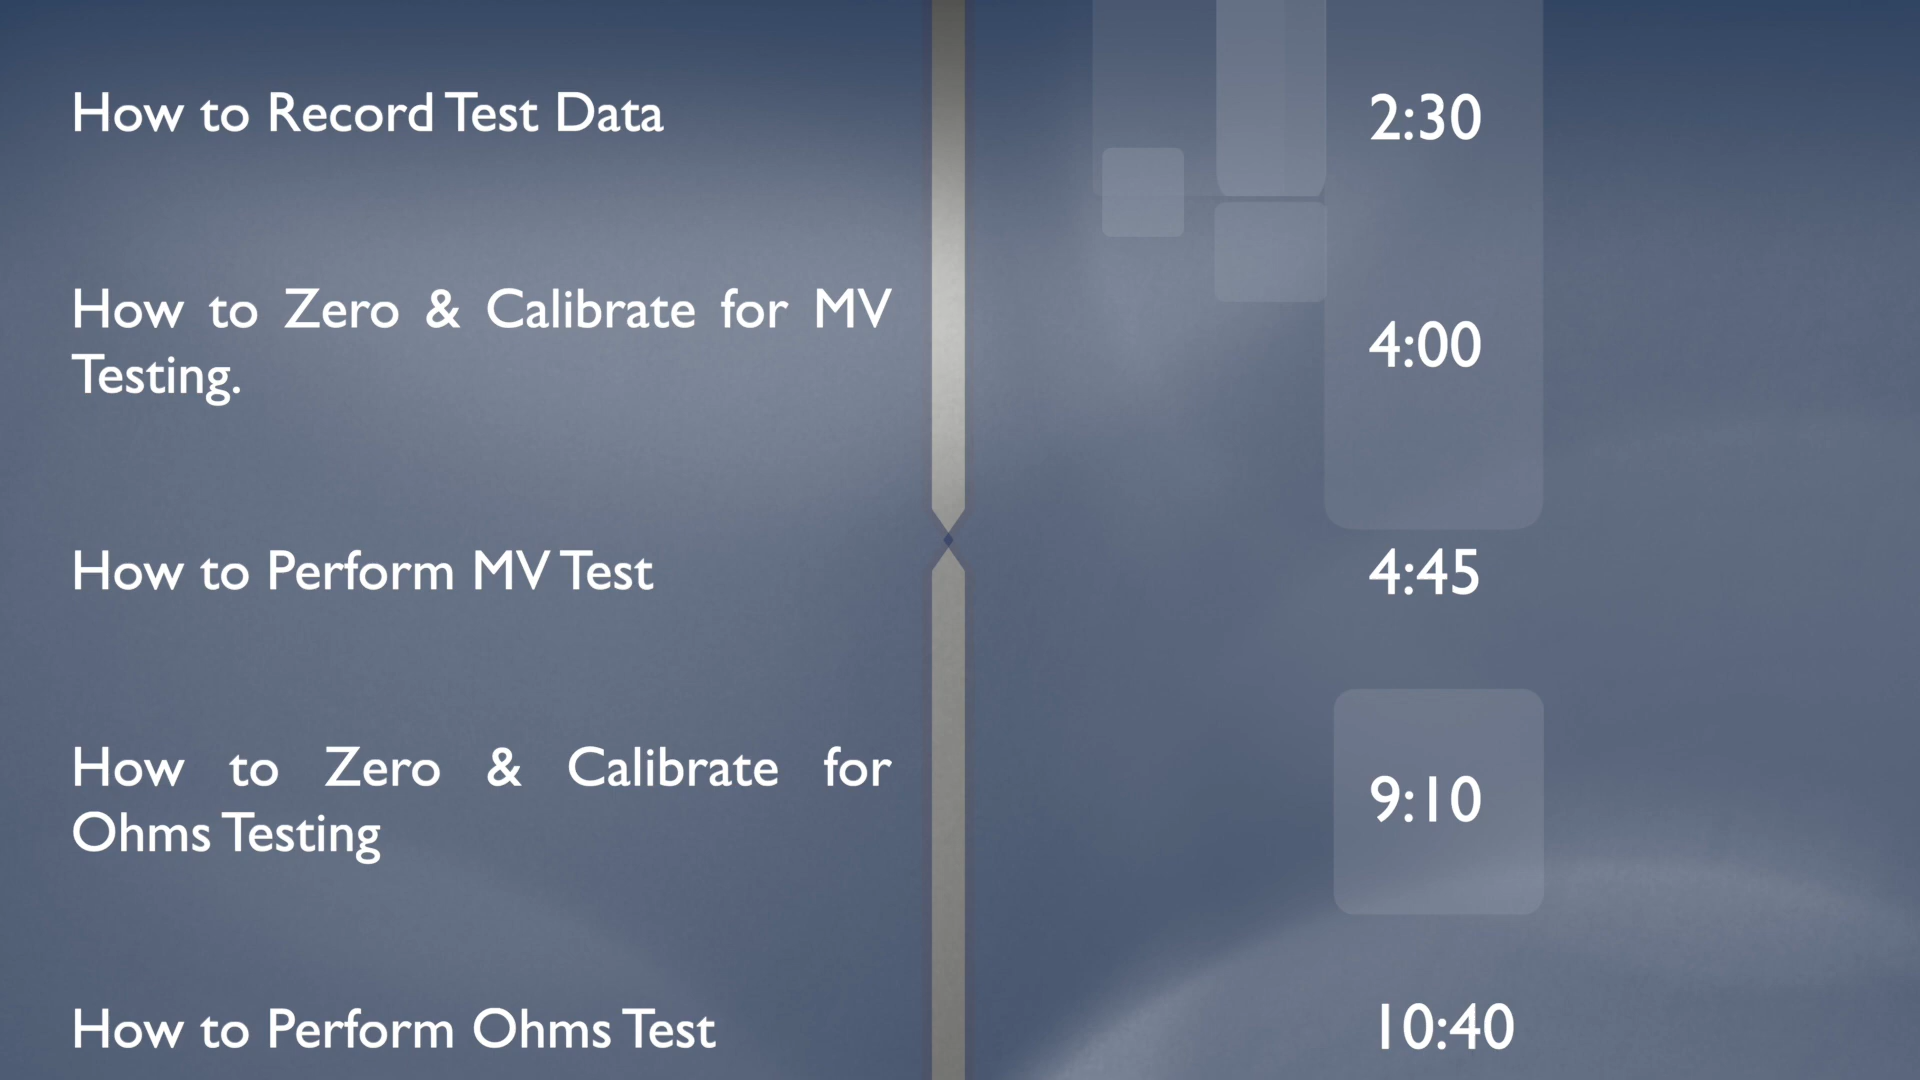 How to Record Test Data
2:30
How to Zero & Calibrate for MV
Testing.
4:00
How to Perform MV Test
4:45
How to Zero & Calibrate for
Ohms Testing
9:10
How to Perform Ohms Test
10:40